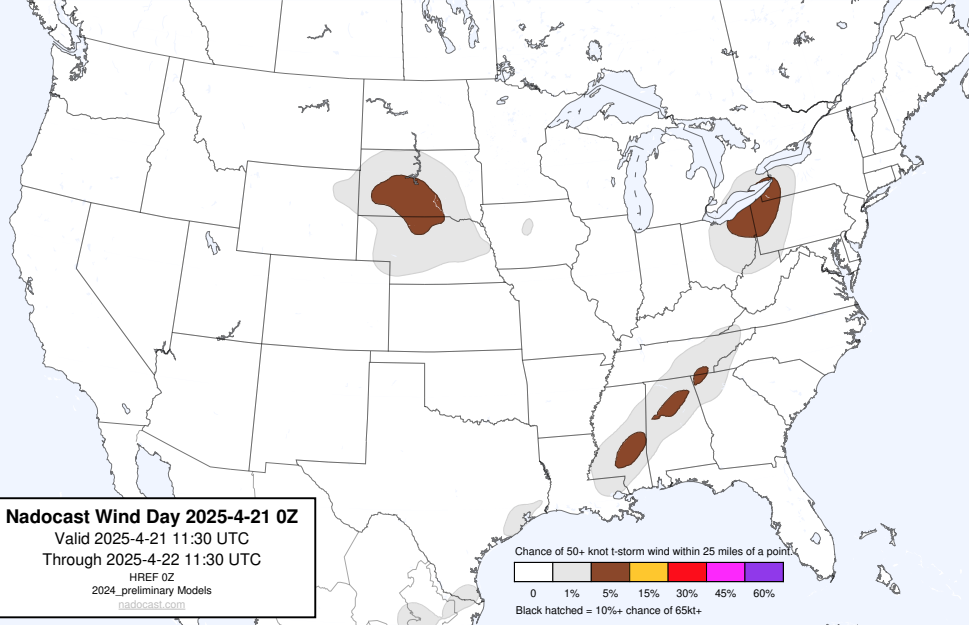 Nadocast Wind Day 2025-4-21 0Z
Valid 2025-4-21 11:30 UTC
Through 2025-4-22 11:30 UTC
HREF 0Z
2024_preliminary Models
nadocast.com
Chance of 50+ knot t-storm wind within 25 miles of a point.
0 1% 5% 15% 30% 45% 60%
Black hatched = 10%+ chance of 65kt+